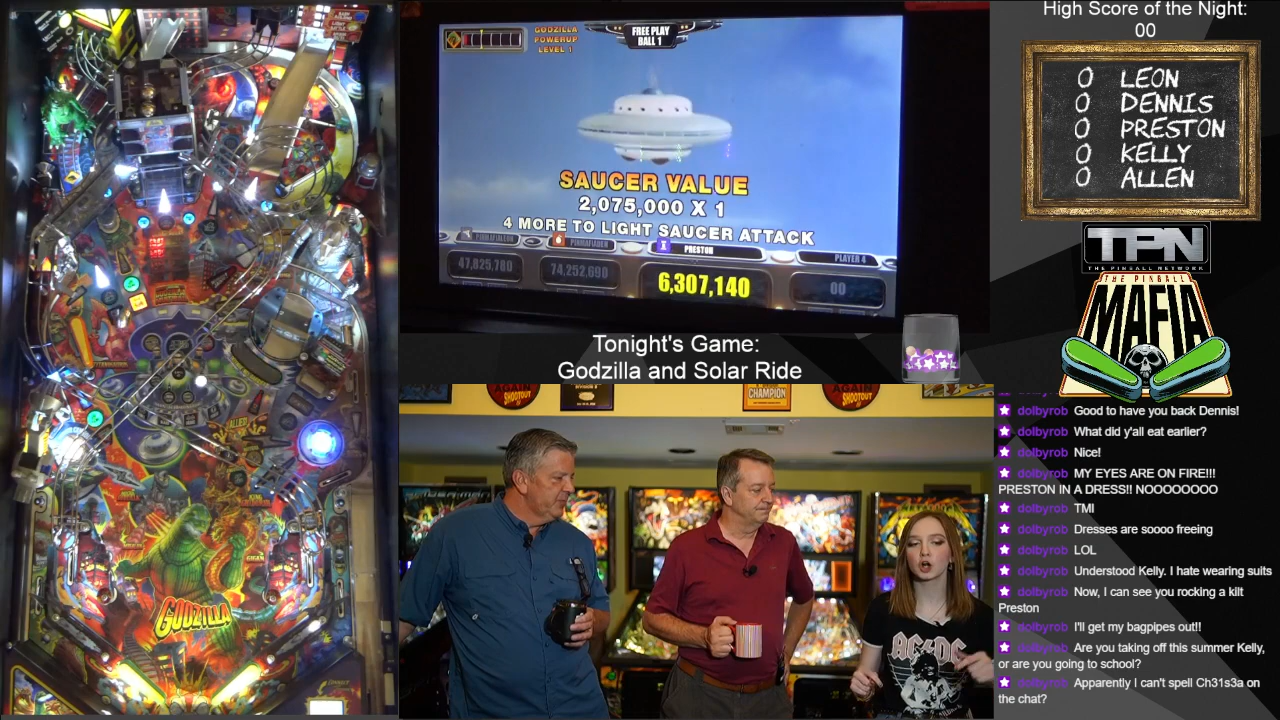 GODZILLA
POWERUP
LEVEL 1
FREE PLAY
BALL 1
SAUCER VALUE
2,075,000 X 1
4 MORE TO LIGHT SAUCER ATTACK
PINMAFIALEON
PINMAFIADEN
PRESTON
PLAYER 4
47,825,780
74,252,690
6,307,140
00
Tonight's Game:
Godzilla and Solar Ride
High Score of the Night:
00
0 LEON
0 DENNIS
0 PRESTON
0 KELLY
0 ALLEN
TPN
THE PINBALL NETWORK
THE PINBALL
MAFIA
AGAIN
SHOOTOUT
CHAMPION
AGAIN
SHOOTOUT
AC DC
ALLIED
GODZILLA
dolbyrob Good to have you back Dennis!
dolbyrob What did y'all eat earlier?
dolbyrob Nice!
dolbyrob MY EYES ARE ON FIRE!!!
PRESTON IN A DRESS!! NOOOOOOOO
dolbyrob TMI
dolbyrob Dresses are soooo freeing
dolbyrob LOL
dolbyrob Understood Kelly. I hate wearing suits
dolbyrob Now, I can see you rocking a kilt
Preston
dolbyrob I'll get my bagpipes out!!
dolbyrob Are you taking off this summer Kelly,
or are you going to school?
dolbyrob Apparently I can't spell Ch31s3a on
the chat?